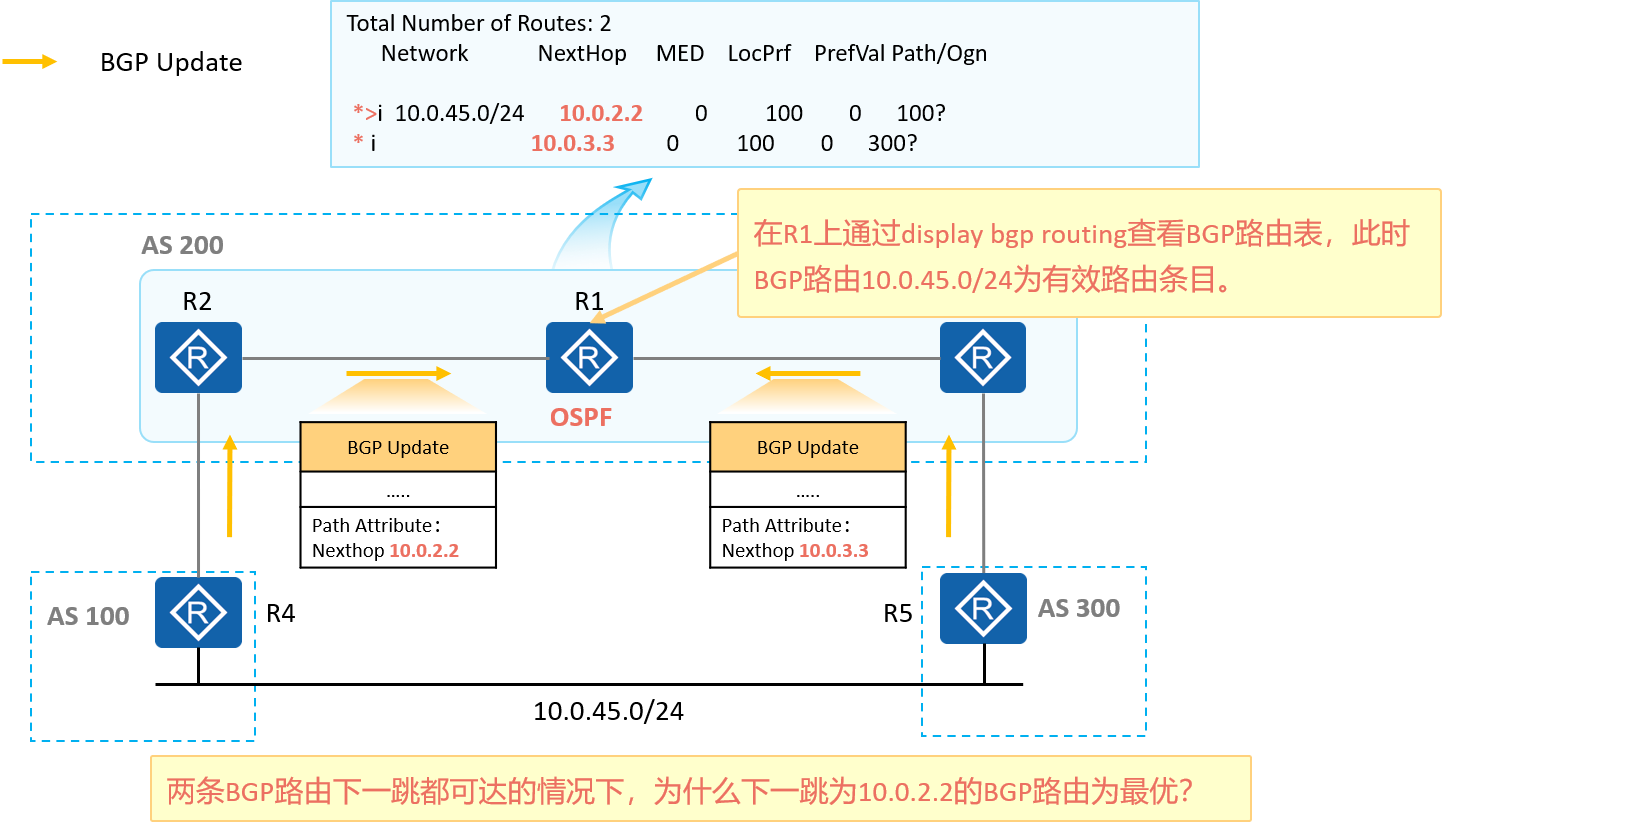 BGP Update
Total Number of Routes: 2
Network NextHop MED LocPrf PrefVal Path/Ogn
*>i 10.0.45.0/24 10.0.2.2 0 100 0 100?
* i 10.0.3.3 0 100 0 300?
在R1上通过display bgp routing查看BGP路由表，此时
BGP路由10.0.45.0/24为有效路由条目。
AS 200
R2
R1
R
R
R
OSPF
BGP Update
.....
Path Attribute：
Nexthop 10.0.2.2
BGP Update
.....
Path Attribute：
Nexthop 10.0.3.3
AS 100
R
R4
R5
R
AS 300
10.0.45.0/24
两条BGP路由下一跳都可达的情况下，为什么下一跳为10.0.2.2的BGP路由为最优？